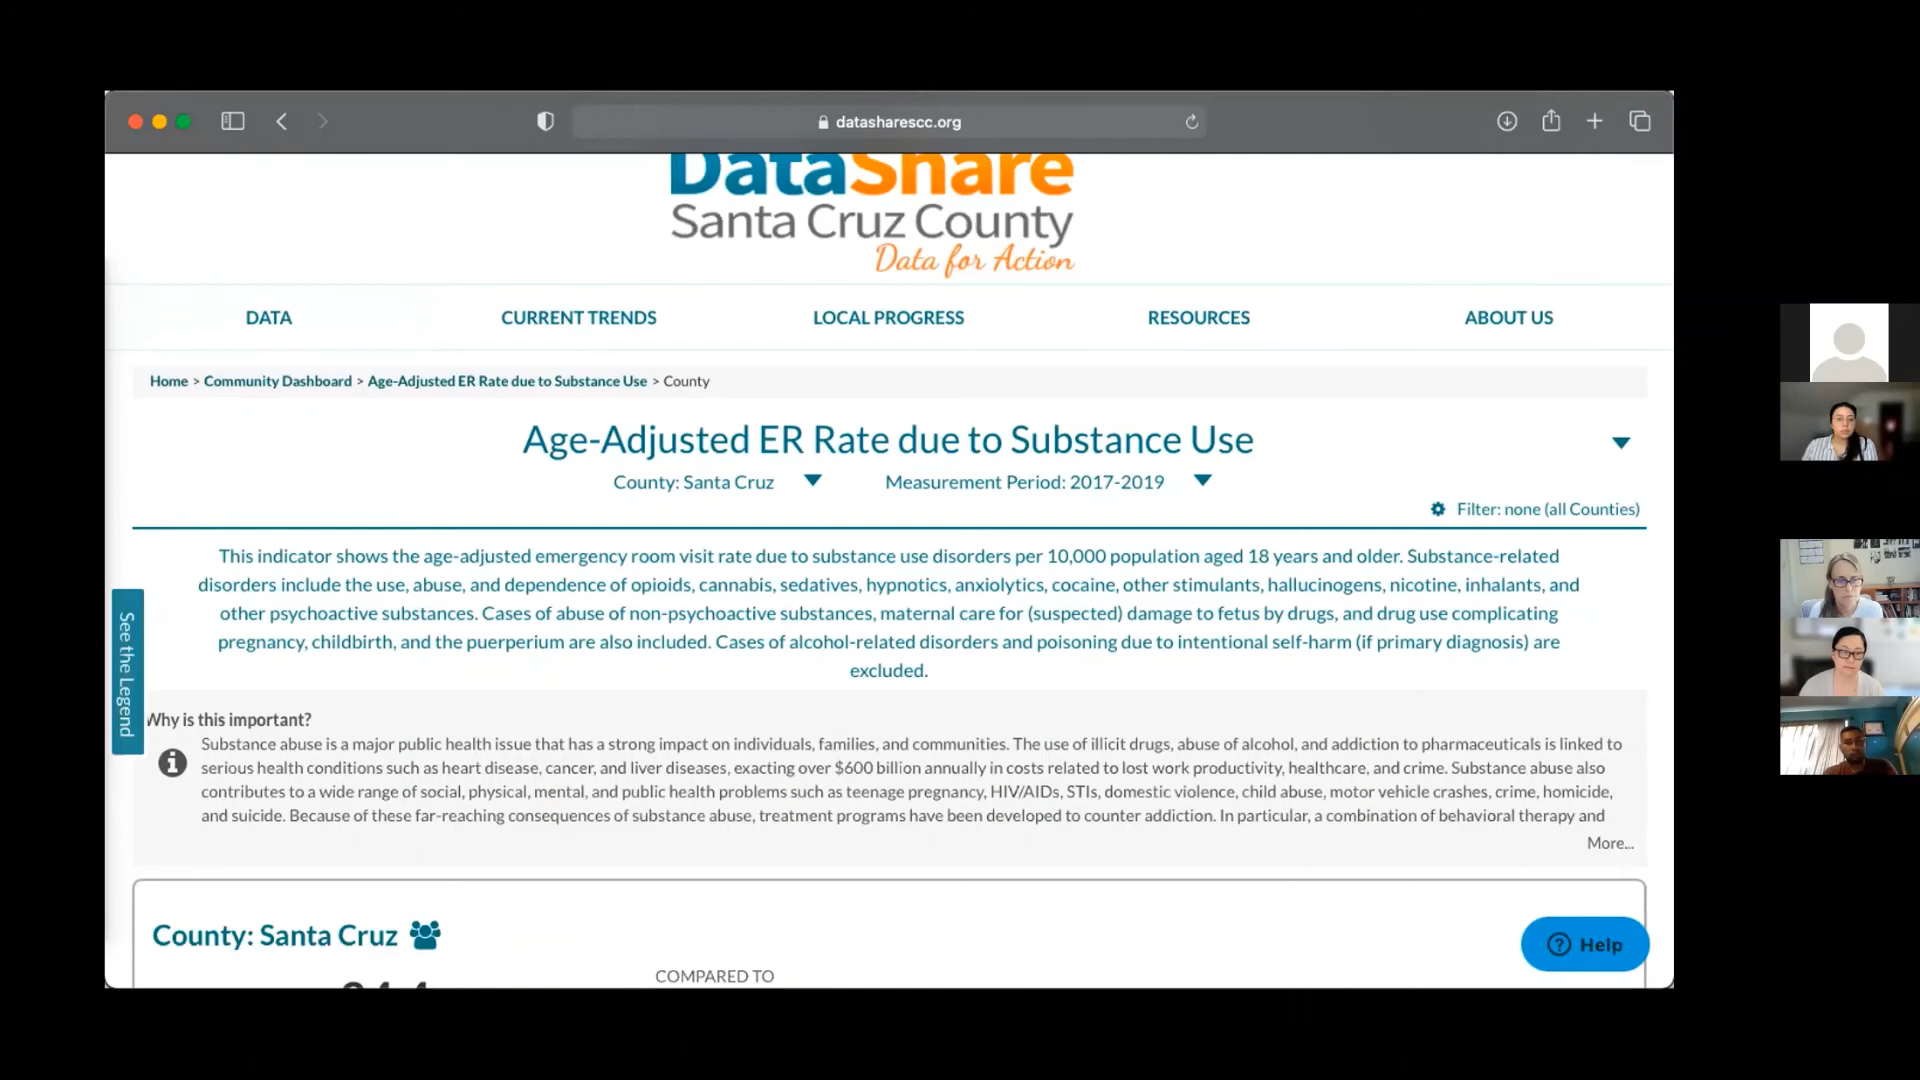 datasharescc.org
DataShare
Santa Cruz County
Data for Action
DATA
CURRENT TRENDS
LOCAL PROGRESS
RESOURCES
ABOUT US
Home > Community Dashboard > Age-Adjusted ER Rate due to Substance Use > County
Age-Adjusted ER Rate due to Substance Use
County: Santa Cruz
Measurement Period: 2017-2019
Filter: none (all Counties)
This indicator shows the age-adjusted emergency room visit rate due to substance use disorders per 10,000 population aged 18 years and older. Substance-related
disorders include the use, abuse, and dependence of opioids, cannabis, sedatives, hypnotics, anxiolytics, cocaine, other stimulants, hallucinogens, nicotine, inhalants, and
other psychoactive substances. Cases of abuse of non-psychoactive substances, maternal care for (suspected) damage to fetus by drugs, and drug use complicating
pregnancy, childbirth, and the puerperium are also included. Cases of alcohol-related disorders and poisoning due to intentional self-harm (if primary diagnosis) are
excluded.
See the Legend
Why is this important?
Substance abuse is a major public health issue that has a strong impact on individuals, families, and communities. The use of illicit drugs, abuse of alcohol, and addiction to pharmaceuticals is linked to
serious health conditions such as heart disease, cancer, and liver diseases, exacting over $600 billion annually in costs related to lost work productivity, healthcare, and crime. Substance abuse also
contributes to a wide range of social, physical, mental, and public health problems such as teenage pregnancy, HIV/AIDs, STIs, domestic violence, child abuse, motor vehicle crashes, crime, homicide,
and suicide. Because of these far-reaching consequences of substance abuse, treatment programs have been developed to counter addiction. In particular, a combination of behavioral therapy and
More...
County: Santa Cruz
Help
COMPARED TO